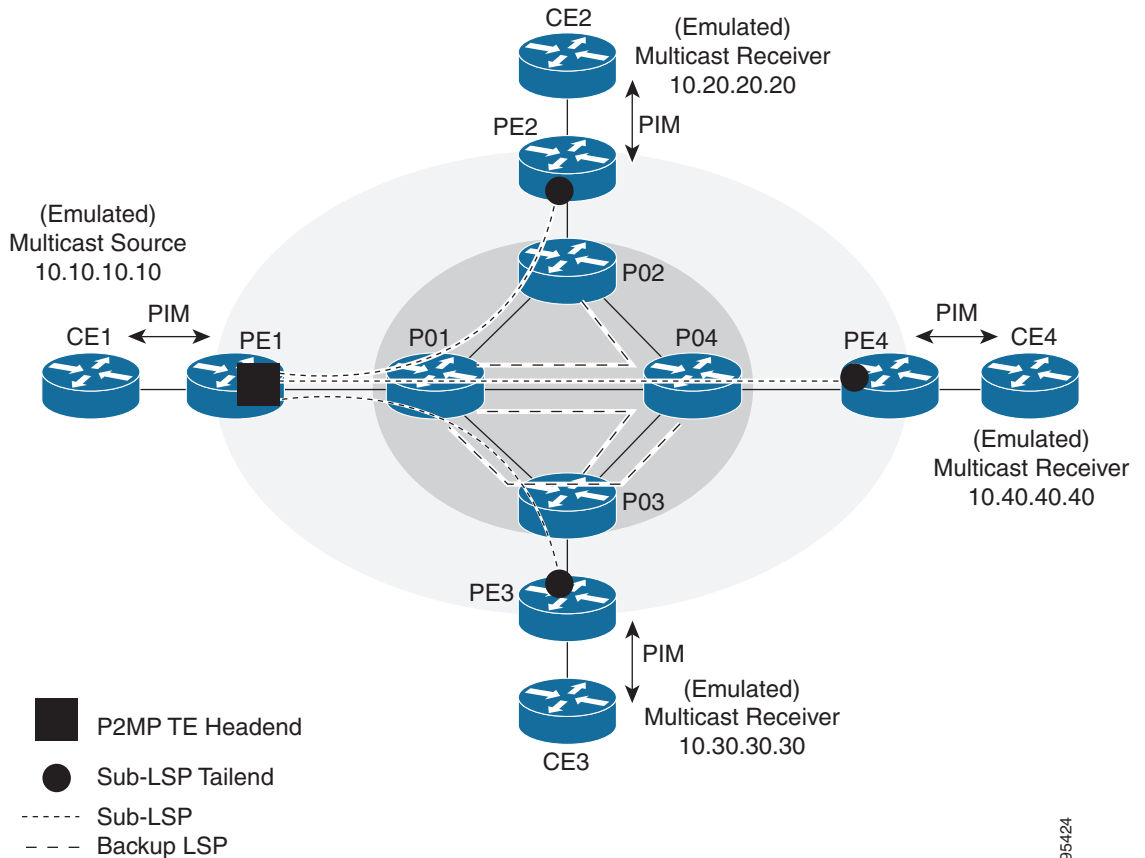 CE2
(Emulated)
Multicast Receiver
10.20.20.20
PIM
PE2
(Emulated)
Multicast Source
10.10.10.10
P02
PIM
PIM
CE1
PE1
P01
P04
PE4
CE4
(Emulated)
Multicast Receiver
10.40.40.40
P03
PE3
PIM
(Emulated)
Multicast Receiver
10.30.30.30
CE3
P2MP TE Headend
Sub-LSP Tailend
Sub-LSP
Backup LSP
95424